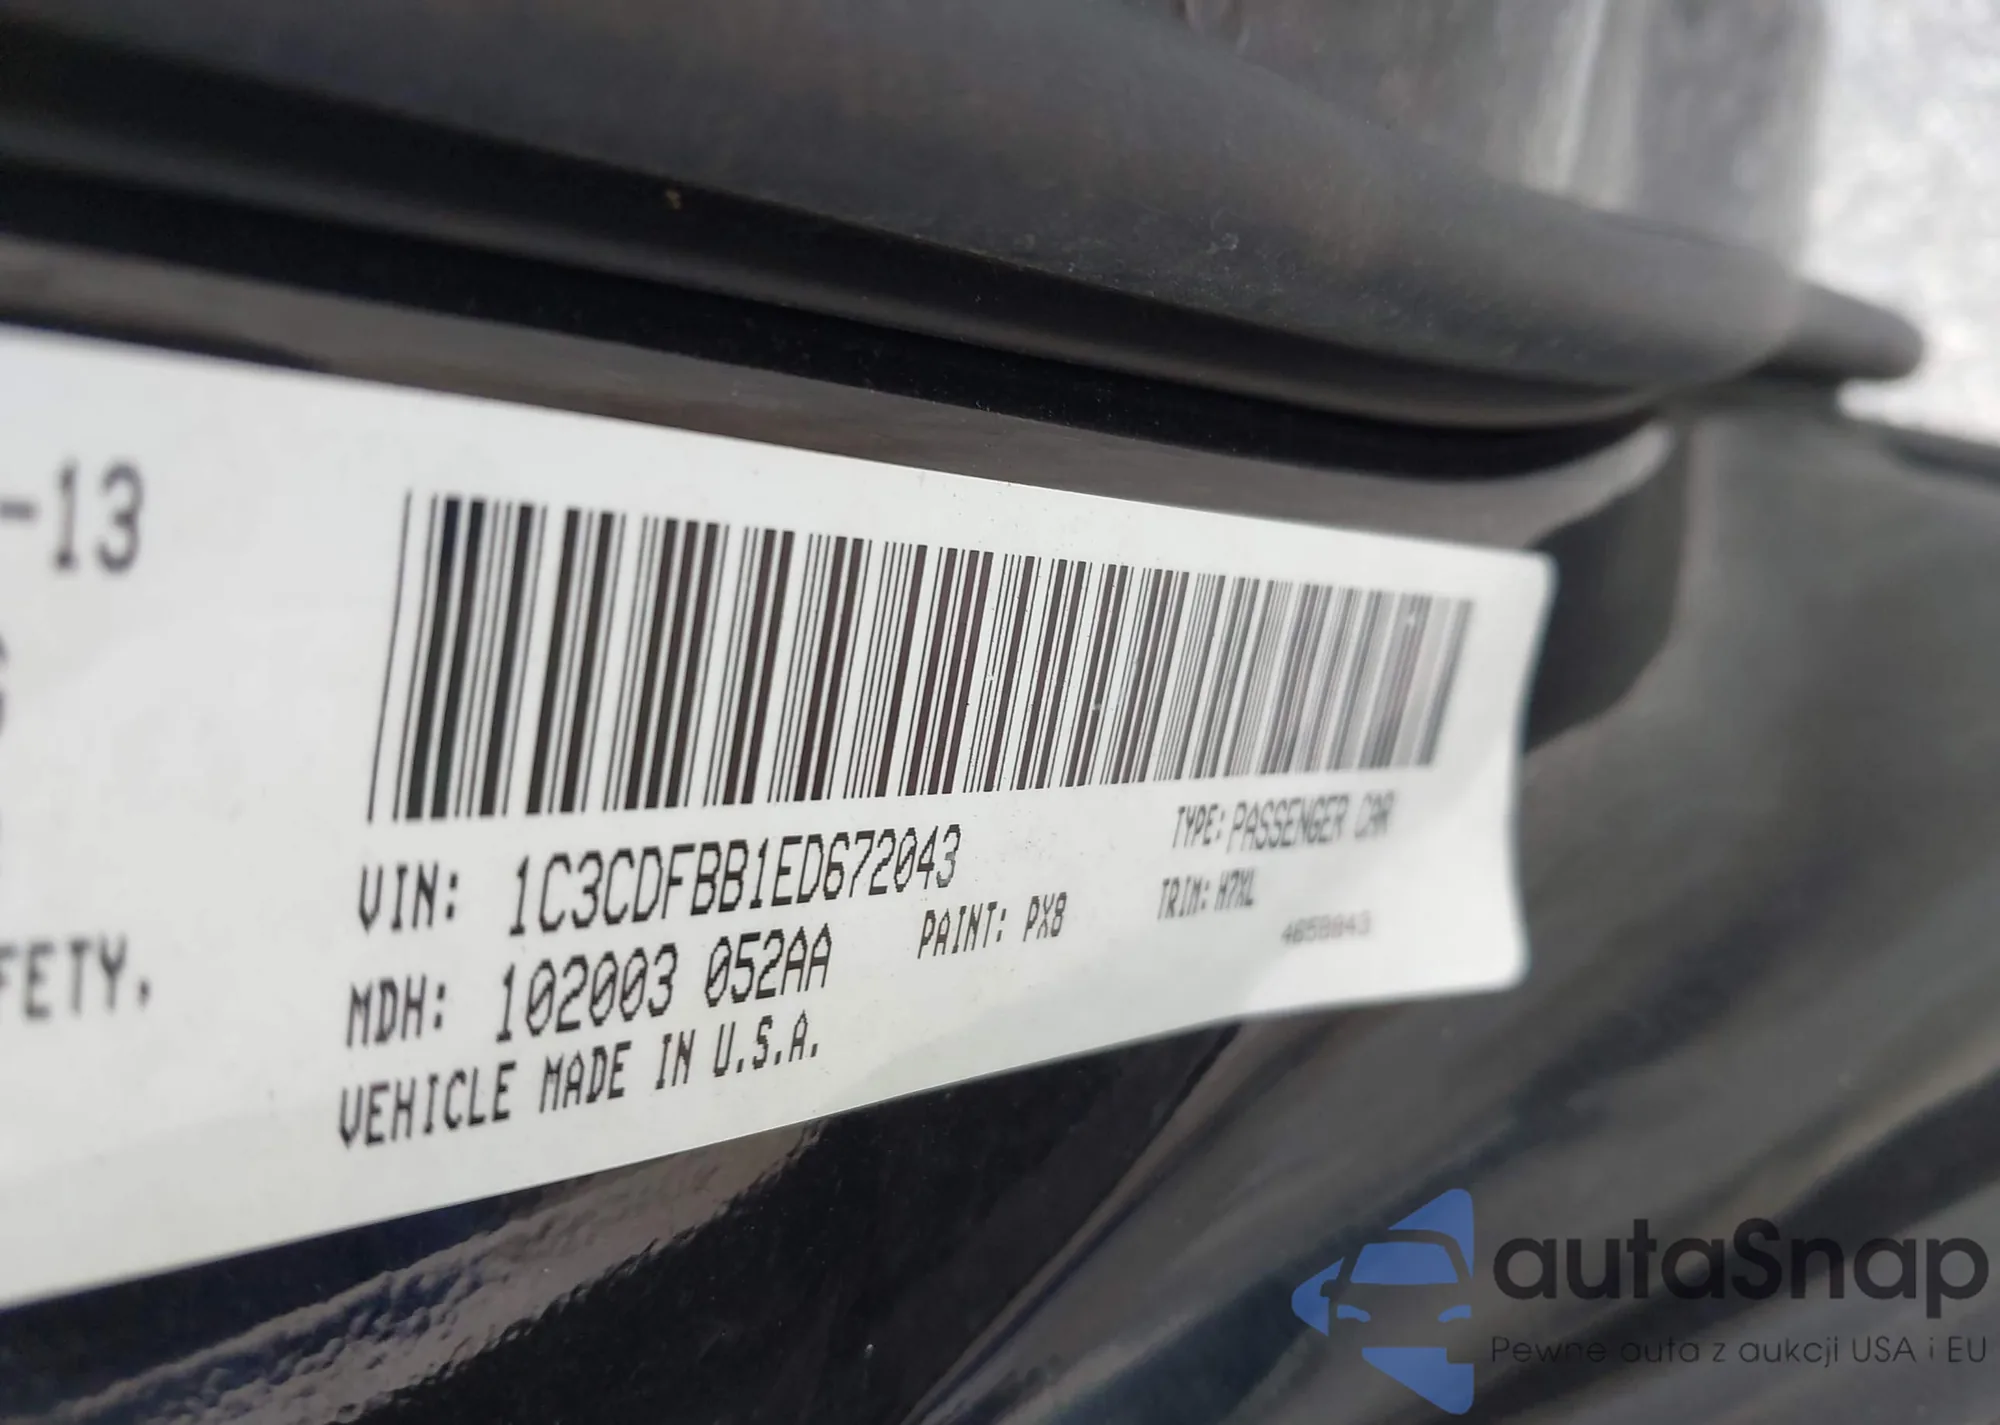 -13
FETY,
VIN: 1C3CDFBB1ED672043
TYPE: PASSENGER CAR
MDH: 102003 052AA
PAINT: PX8
TRIM: H7XL
VEHICLE MADE IN U.S.A.
autaSnap
Pewne auta z aukcji USA i EU